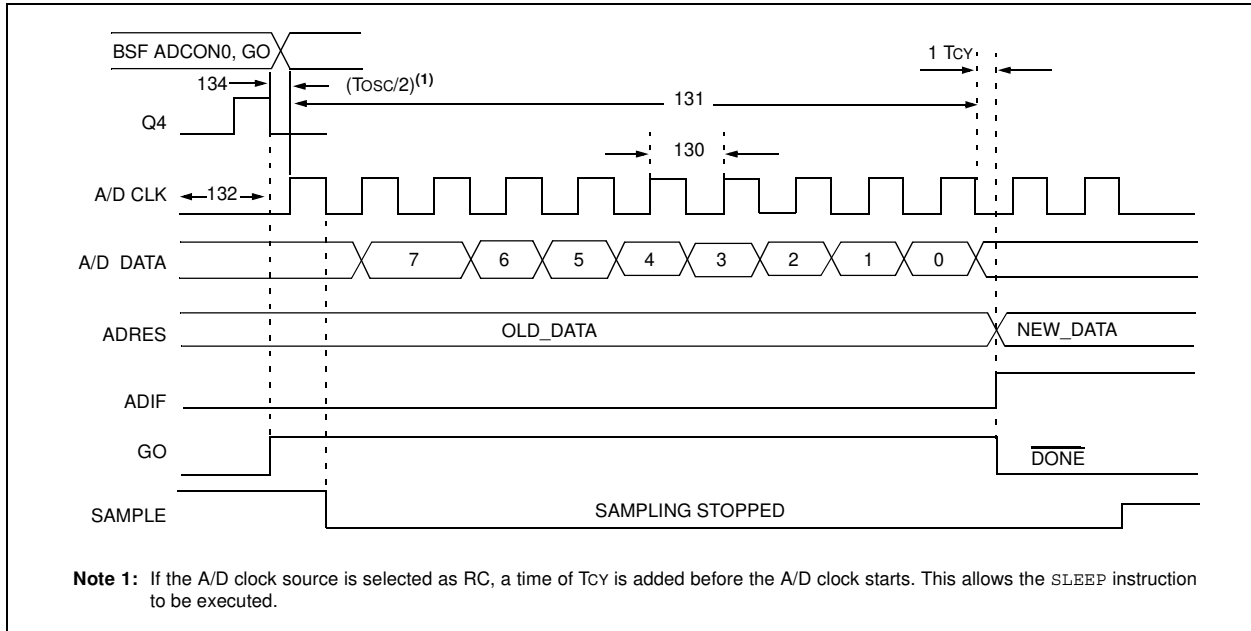 BSF ADCON0, GO
1 TCY
134
(TOSC/2)(1)
131
Q4
130
A/D CLK
132
A/D DATA
7
6
5
4
3
2
1
0
ADRES
OLD_DATA
NEW_DATA
ADIF
GO
DONE
SAMPLE
SAMPLING STOPPED
Note 1: If the A/D clock source is selected as RC, a time of TCY is added before the A/D clock starts. This allows the SLEEP instruction
to be executed.